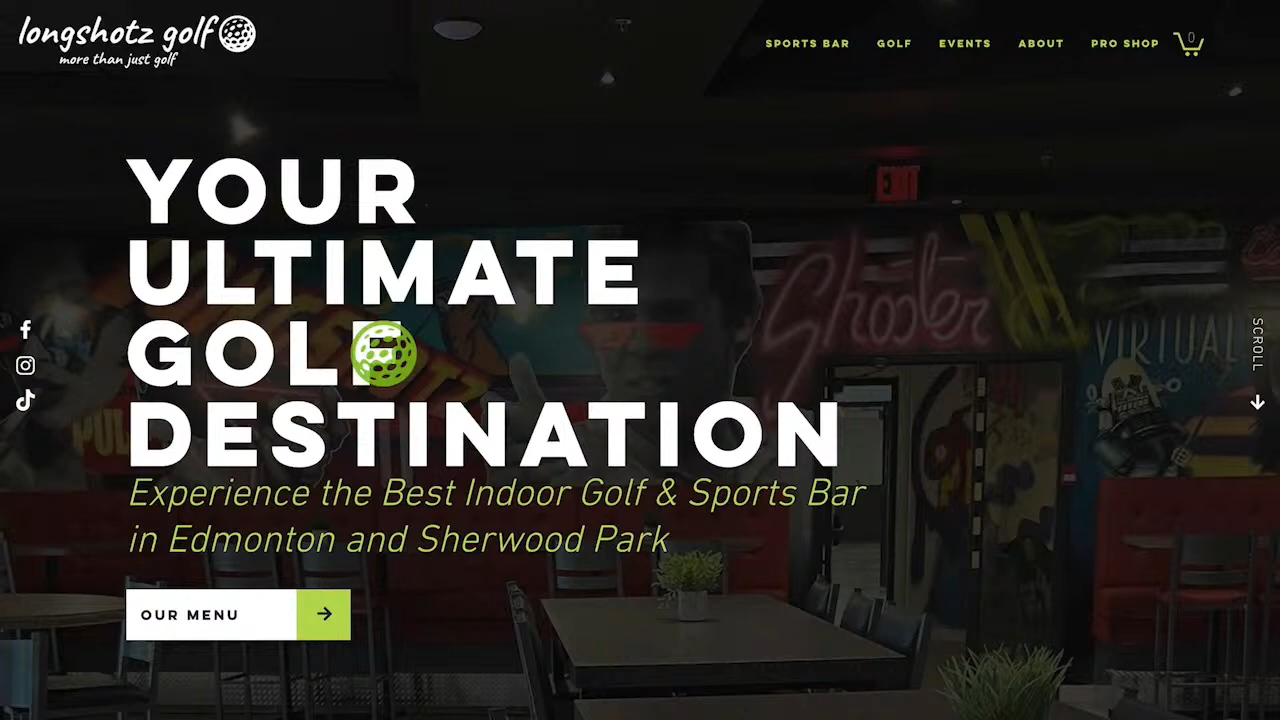 longshotz golf
more than just golf
SPORTS BAR
GOLF
EVENTS
ABOUT
PRO SHOP
0
YOUR
ULTIMATE
GOLF
DESTINATION
Experience the Best Indoor Golf & Sports Bar
in Edmonton and Sherwood Park
OUR MENU
SCROLL
EXIT
Shooter
VIRTUAL